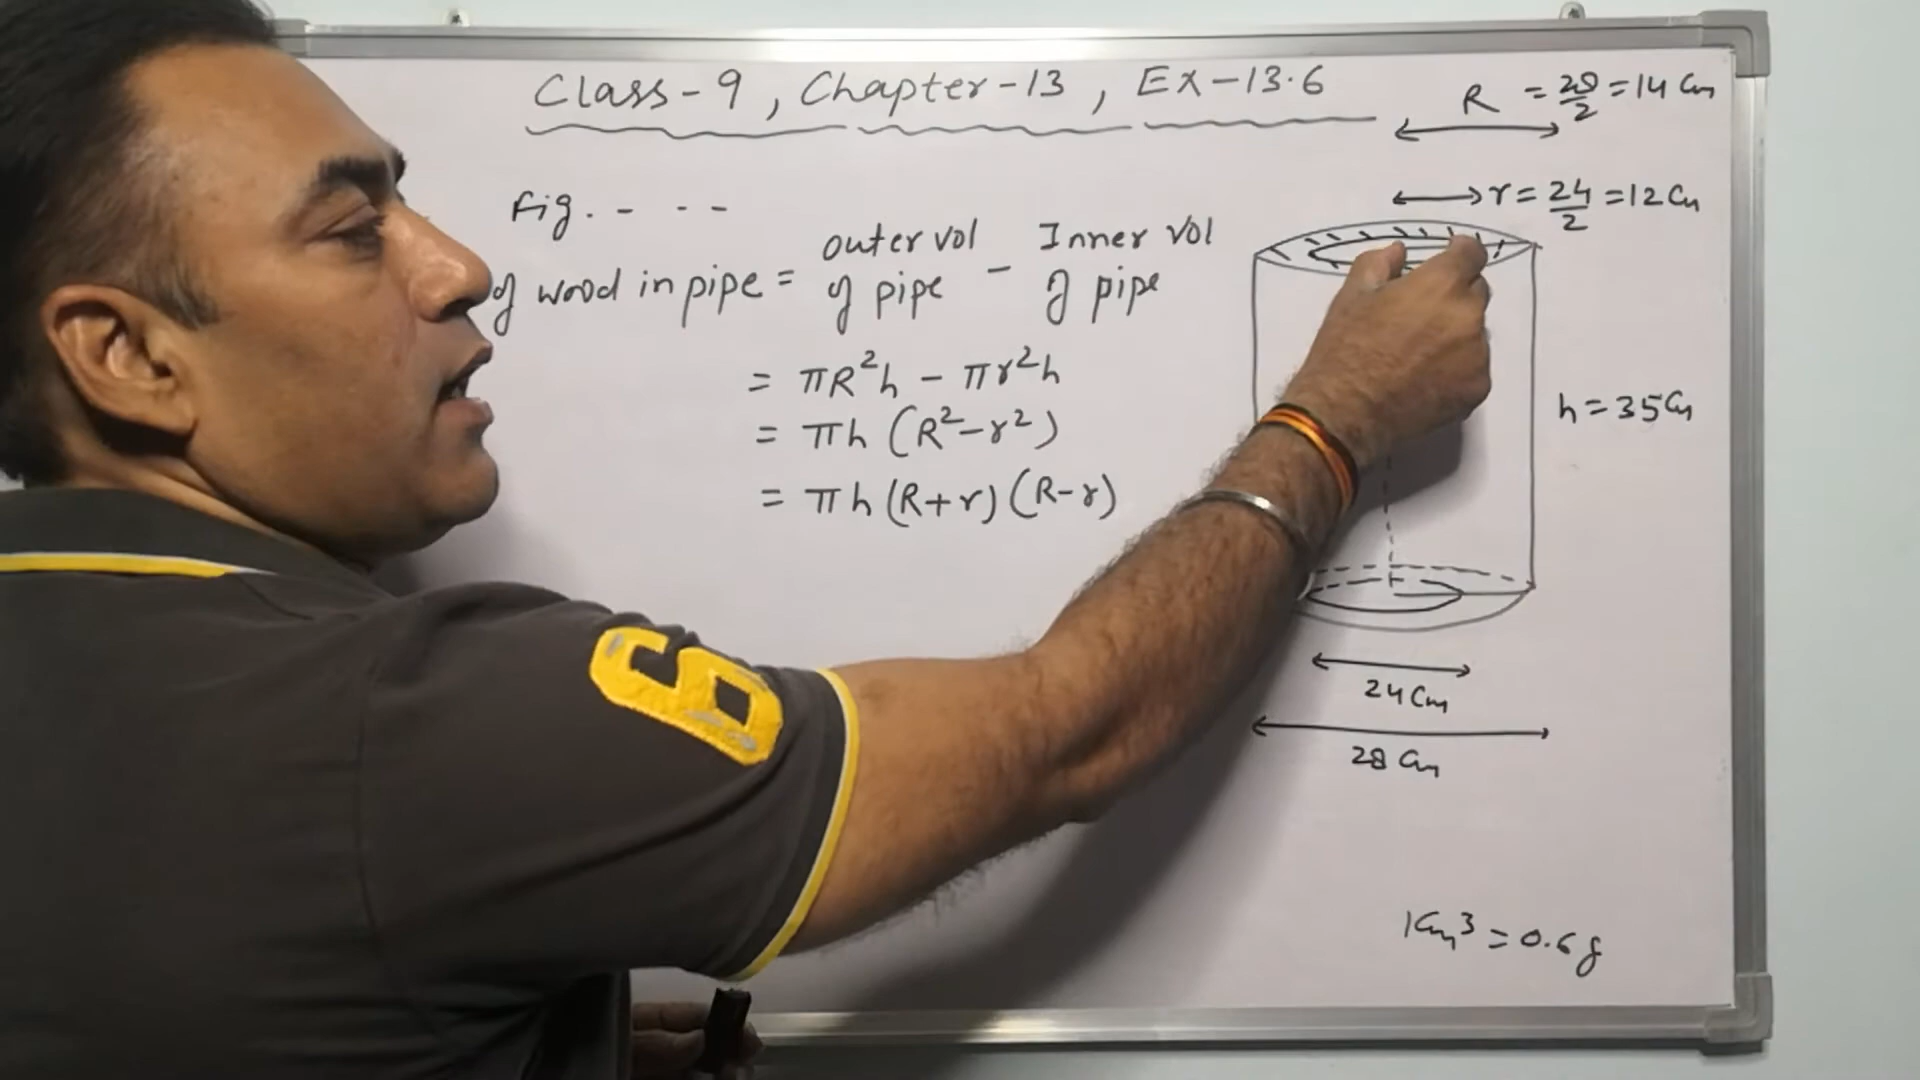 Class-9, Chapter-13, Ex-13.6
R = 28/2 = 14 Cm
r = 24/2 = 12 Cm
Fig. - - -
of wood in pipe = outer vol of pipe - Inner vol of pipe
= πR²h - πr²h
= πh (R²-r²)
= πh (R+r) (R-r)
h = 35 Cm
24 Cm
28 Cm
1Cm³ = 0.6g
69